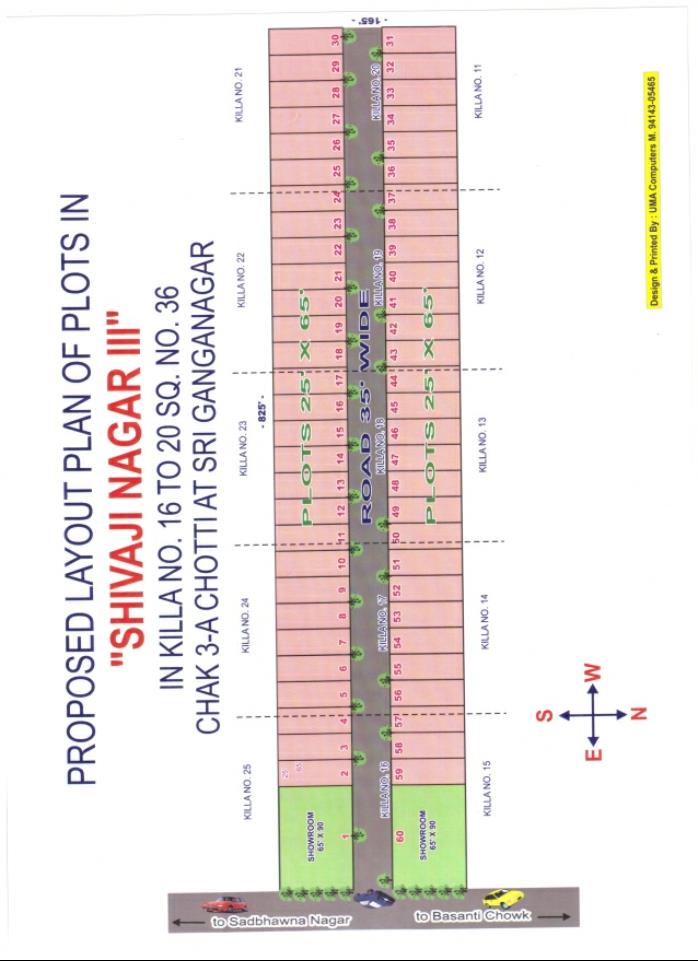 PROPOSED LAYOUT PLAN OF PLOTS IN
"SHIVAJI NAGAR III"
IN KILLA NO. 16 TO 20 SQ. NO. 36
CHAK 3-A CHOTTI AT SRI GANGANAGAR
to Sadbhawna Nagar
KILLA NO. 25 KILLA NO. 24 KILLA NO. 23 KILLA NO. 22 KILLA NO. 21
- 825' -
SHOWROOM
65' X 90
25
65
PLOTS 25' X 65'
1 2 3 4 5 6 7 8 9 10 11 12 13 14 15 16 17 18 19 20 21 22 23 24 25 26 27 28 29 30
ROAD 35' WIDE
- 165' -
KILLA NO. 16 KILLA NO. 17 KILLA NO. 18 KILLA NO. 19 KILLA NO. 20
60 59 58 57 56 55 54 53 52 51 50 49 48 47 46 45 44 43 42 41 40 39 38 37 36 35 34 33 32 31
SHOWROOM
65' X 90
PLOTS 25' X 65'
to Basanti Chowk
KILLA NO. 15 KILLA NO. 14 KILLA NO. 13 KILLA NO. 12 KILLA NO. 11
S
E W
N
Design & Printed By : UMA Computers M. 94143-05465